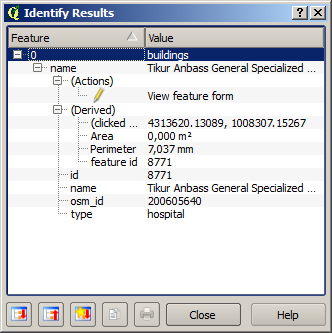 Identify Results
Feature Value
0 buildings
name Tikur Anbass General Specialized ...
(Actions)
View feature form
(Derived)
(clicked ... 4313620.13089, 1008307.15267
Area 0,000 m²
Perimeter 7,037 mm
feature id 8771
id 8771
name Tikur Anbass General Specialized ...
osm_id 200605640
type hospital
Close Help